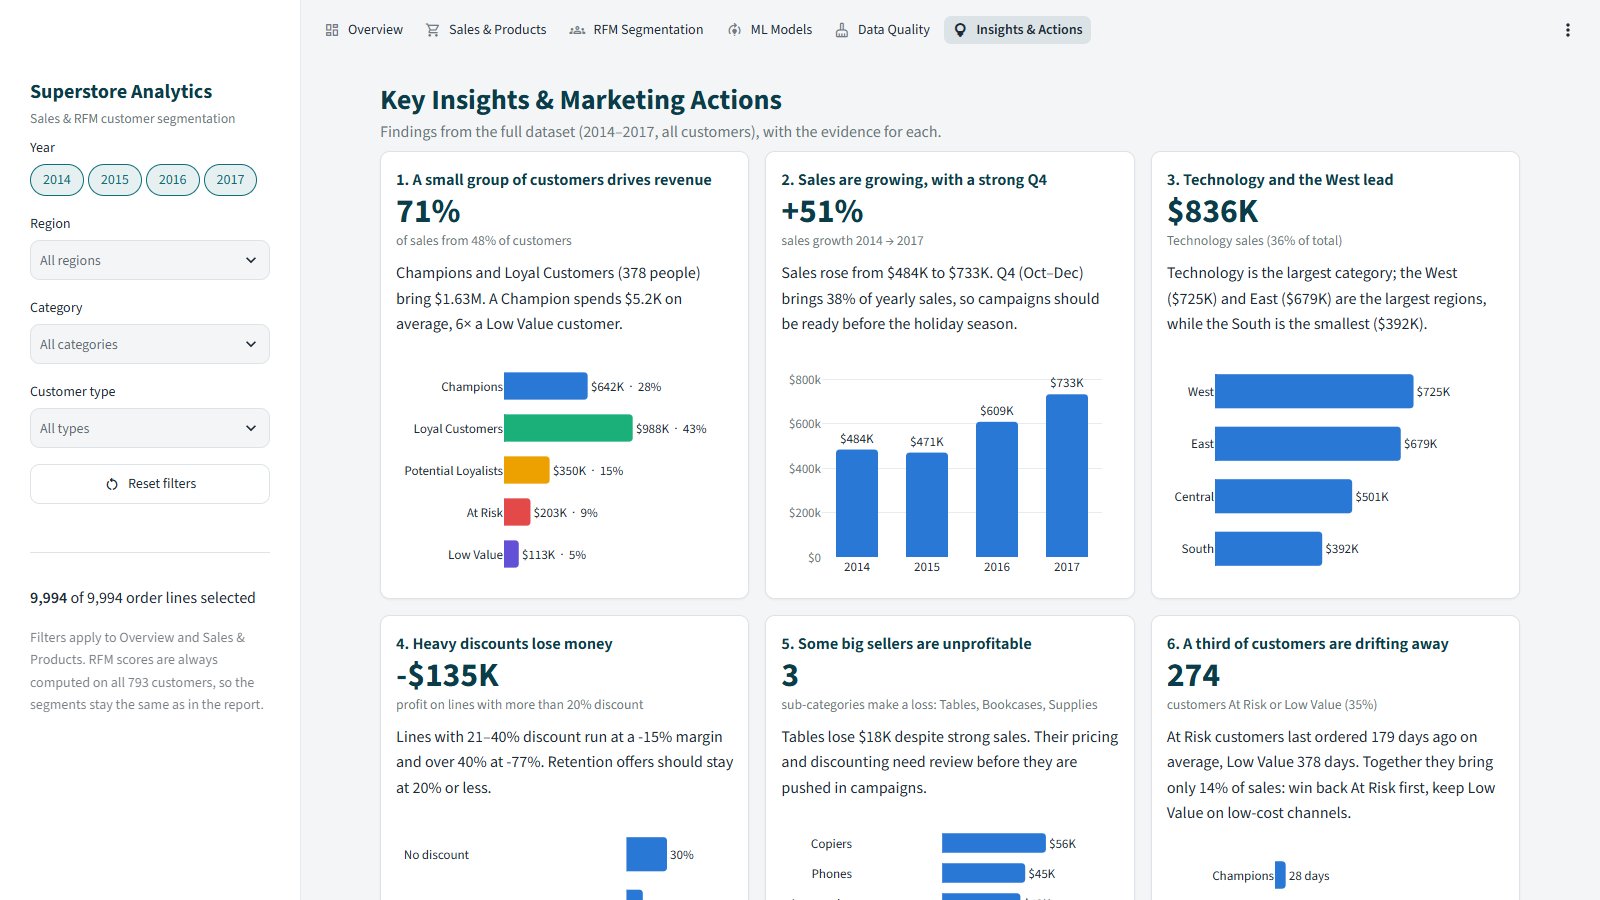 Overview
Sales & Products
RFM Segmentation
ML Models
Data Quality
Insights & Actions
Superstore Analytics
Sales & RFM customer segmentation
Year
2014
2015
2016
2017
Region
All regions
Category
All categories
Customer type
All types
Reset filters
9,994 of 9,994 order lines selected
Filters apply to Overview and Sales &
Products. RFM scores are always
computed on all 793 customers, so the
segments stay the same as in the report.
Key Insights & Marketing Actions
Findings from the full dataset (2014–2017, all customers), with the evidence for each.
1. A small group of customers drives revenue
71%
of sales from 48% of customers
Champions and Loyal Customers (378 people)
bring $1.63M. A Champion spends $5.2K on
average, 6× a Low Value customer.
Champions $642K · 28%
Loyal Customers $988K · 43%
Potential Loyalists $350K · 15%
At Risk $203K · 9%
Low Value $113K · 5%
2. Sales are growing, with a strong Q4
+51%
sales growth 2014 → 2017
Sales rose from $484K to $733K. Q4 (Oct–Dec)
brings 38% of yearly sales, so campaigns should
be ready before the holiday season.
$800k
$600k
$400k
$200k
$0
$484K
$471K
$609K
$733K
2014
2015
2016
2017
3. Technology and the West lead
$836K
Technology sales (36% of total)
Technology is the largest category; the West
($725K) and East ($679K) are the largest regions,
while the South is the smallest ($392K).
West $725K
East $679K
Central $501K
South $392K
4. Heavy discounts lose money
-$135K
profit on lines with more than 20% discount
Lines with 21–40% discount run at a -15% margin
and over 40% at -77%. Retention offers should stay
at 20% or less.
No discount 30%
5. Some big sellers are unprofitable
3
sub-categories make a loss: Tables, Bookcases, Supplies
Tables lose $18K despite strong sales. Their pricing
and discounting need review before they are
pushed in campaigns.
Copiers $56K
Phones $45K
6. A third of customers are drifting away
274
customers At Risk or Low Value (35%)
At Risk customers last ordered 179 days ago on
average, Low Value 378 days. Together they bring
only 14% of sales: win back At Risk first, keep Low
Value on low-cost channels.
Champions 28 days